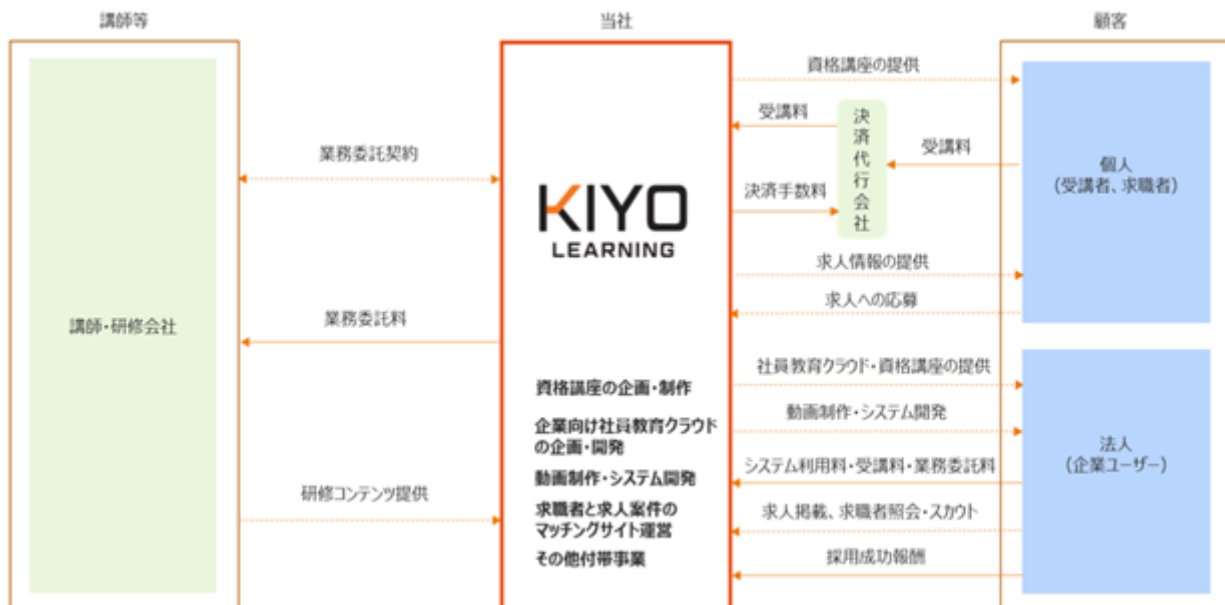 講師等
当社
顧客
講師・研修会社
業務委託契約
業務委託料
研修コンテンツ提供
KIYO
LEARNING
資格講座の企画・制作
企業向け社員教育クラウド
の企画・開発
動画制作・システム開発
求職者と求人案件の
マッチングサイト運営
その他付帯事業
資格講座の提供
受講料
決済代行会社
受講料
決済手数料
求人情報の提供
求人への応募
個人
(受講者、求職者)
社員教育クラウド・資格講座の提供
動画制作・システム開発
システム利用料・受講料・業務委託料
求人掲載、求職者照会・スカウト
採用成功報酬
法人
(企業ユーザー)